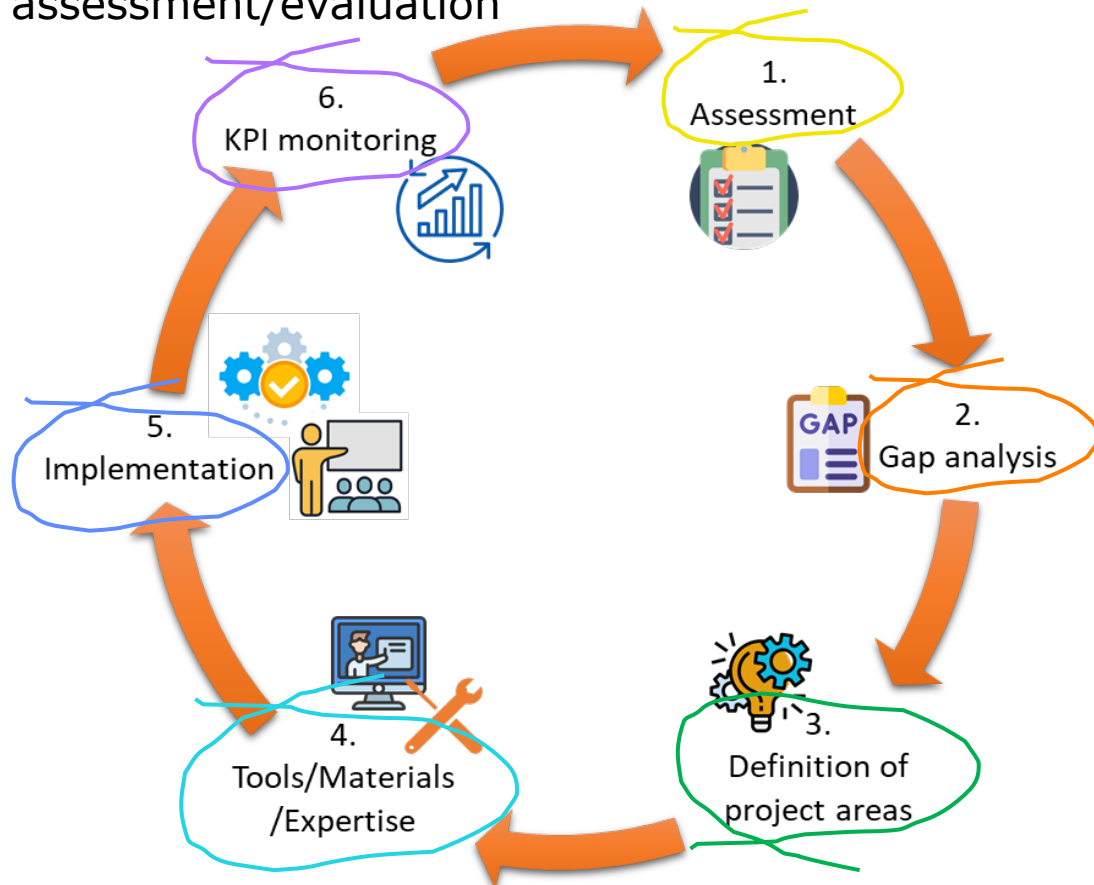 assessment/evaluation
1.
Assessment
GAP
2.
Gap analysis
3.
Definition of
project areas
4.
Tools/Materials
/Expertise
5.
Implementation
6.
KPI monitoring